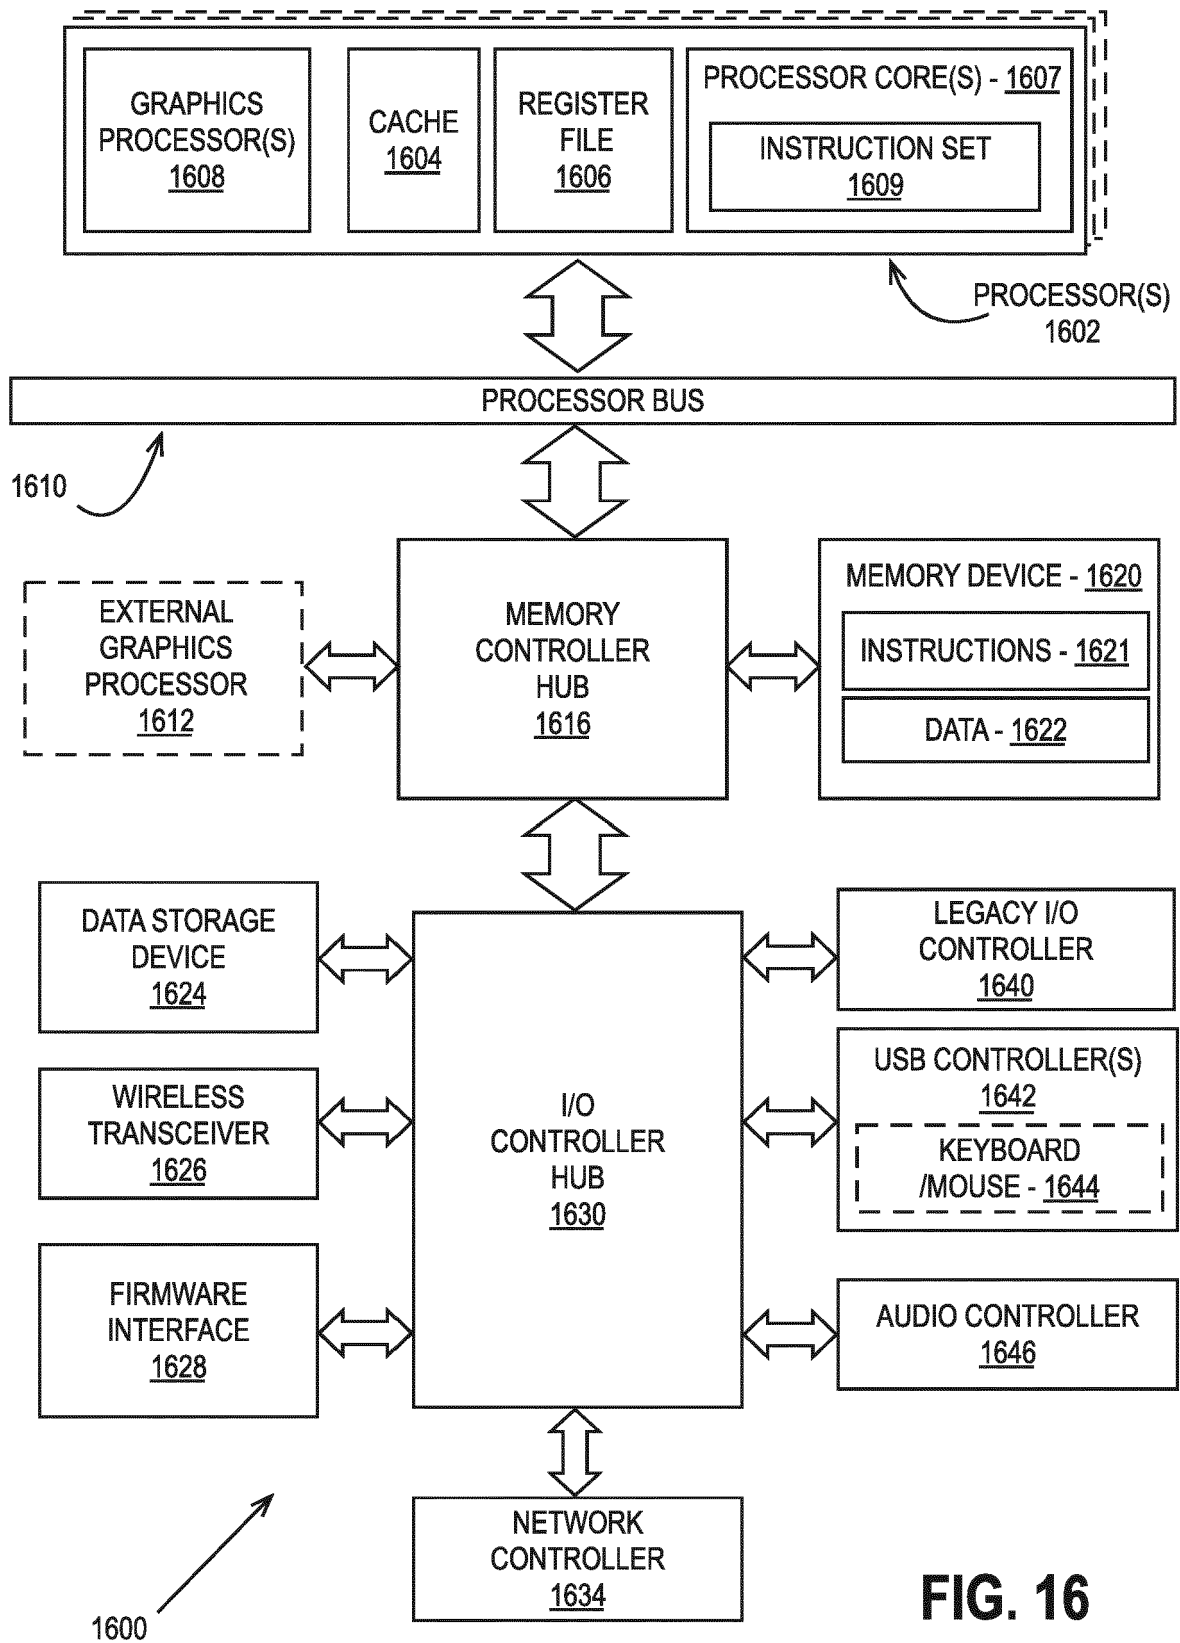 GRAPHICS
PROCESSOR(S)
1608
CACHE
1604
REGISTER
FILE
1606
PROCESSOR CORE(S) - 1607
INSTRUCTION SET
1609
PROCESSOR(S)
1602
PROCESSOR BUS
1610
EXTERNAL
GRAPHICS
PROCESSOR
1612
MEMORY
CONTROLLER
HUB
1616
MEMORY DEVICE - 1620
INSTRUCTIONS - 1621
DATA - 1622
DATA STORAGE
DEVICE
1624
WIRELESS
TRANSCEIVER
1626
FIRMWARE
INTERFACE
1628
I/O
CONTROLLER
HUB
1630
LEGACY I/O
CONTROLLER
1640
USB CONTROLLER(S)
1642
KEYBOARD
/MOUSE - 1644
AUDIO CONTROLLER
1646
NETWORK
CONTROLLER
1634
1600
FIG. 16